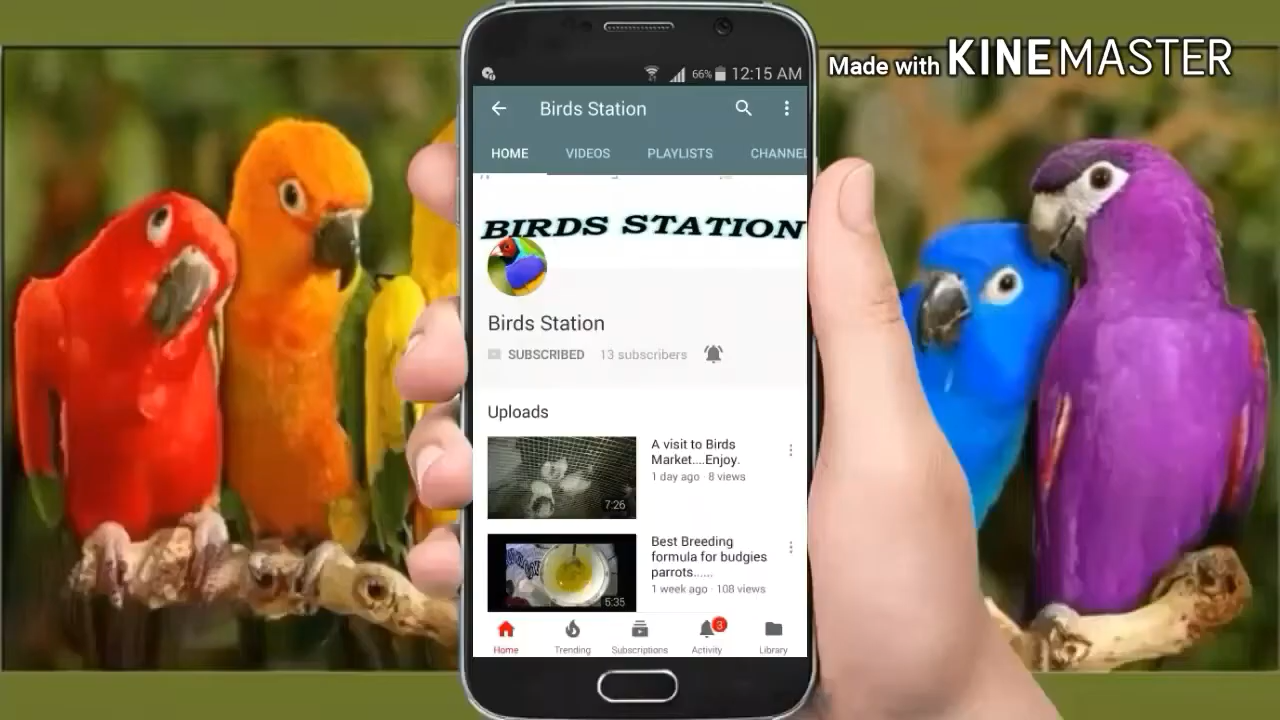 Made with KINEMASTER
66% 12:15 AM
Birds Station
HOME VIDEOS PLAYLISTS CHANNEL
BIRDS STATION
Birds Station
SUBSCRIBED 13 subscribers
Uploads
A visit to Birds
Market....Enjoy.
1 day ago · 8 views
7:26
Best Breeding
formula for budgies
parrots......
1 week ago · 108 views
5:35
3
Home Trending Subscriptions Activity Library